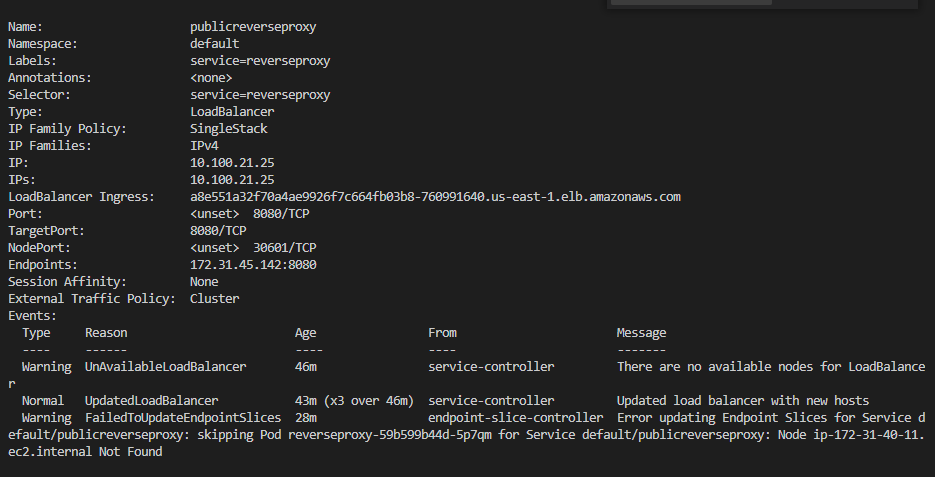 Name:                     publicreverseproxy
Namespace:                default
Labels:                   service=reverseproxy
Annotations:              <none>
Selector:                 service=reverseproxy
Type:                     LoadBalancer
IP Family Policy:         SingleStack
IP Families:              IPv4
IP:                       10.100.21.25
IPs:                      10.100.21.25
LoadBalancer Ingress:     a8e551a32f70a4ae9926f7c664fb03b8-760991640.us-east-1.elb.amazonaws.com
Port:                     <unset>  8080/TCP
TargetPort:               8080/TCP
NodePort:                 <unset>  30601/TCP
Endpoints:                172.31.45.142:8080
Session Affinity:         None
External Traffic Policy:  Cluster
Events:
  Type     Reason                         Age                From                       Message
  ----     ------                         ----               ----                       -------
  Warning  UnAvailableLoadBalancer        46m                service-controller         There are no available nodes for LoadBalance
r
  Normal   UpdatedLoadBalancer            43m (x3 over 46m)  service-controller         Updated load balancer with new hosts
  Warning  FailedToUpdateEndpointSlices   28m                endpoint-slice-controller  Error updating Endpoint Slices for Service d
efault/publicreverseproxy: skipping Pod reverseproxy-59b599b44d-5p7qm for Service default/publicreverseproxy: Node ip-172-31-40-11.
ec2.internal Not Found